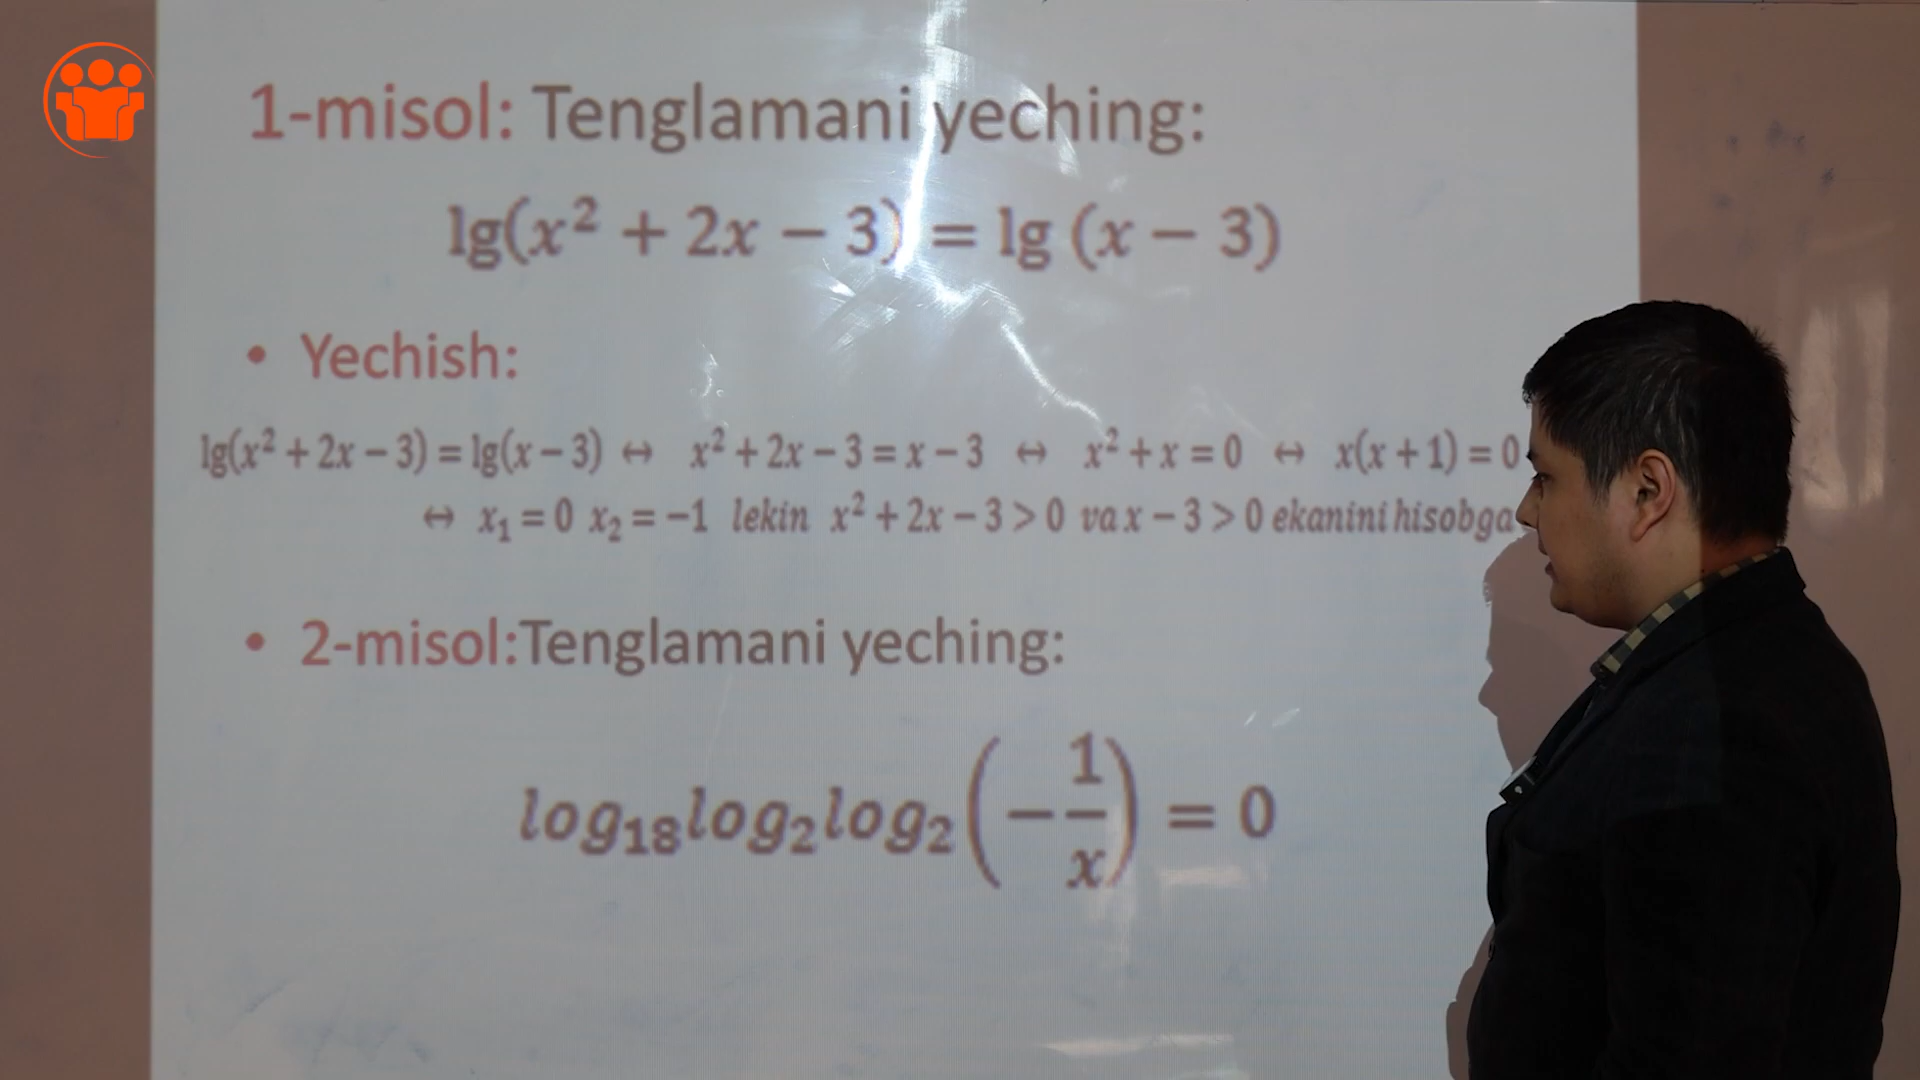 1-misol: Tenglamani yeching:
lg(x² + 2x − 3) = lg (x − 3)
• Yechish:
lg(x² + 2x − 3) = lg(x − 3) ⇔ x² + 2x − 3 = x − 3 ⇔ x² + x = 0 ⇔ x(x + 1) = 0
⇔ x₁ = 0 x₂ = −1 lekin x² + 2x − 3 > 0 va x − 3 > 0 ekanini hisobga
• 2-misol:Tenglamani yeching:
log₁₈log₂log₂(−1/x) = 0